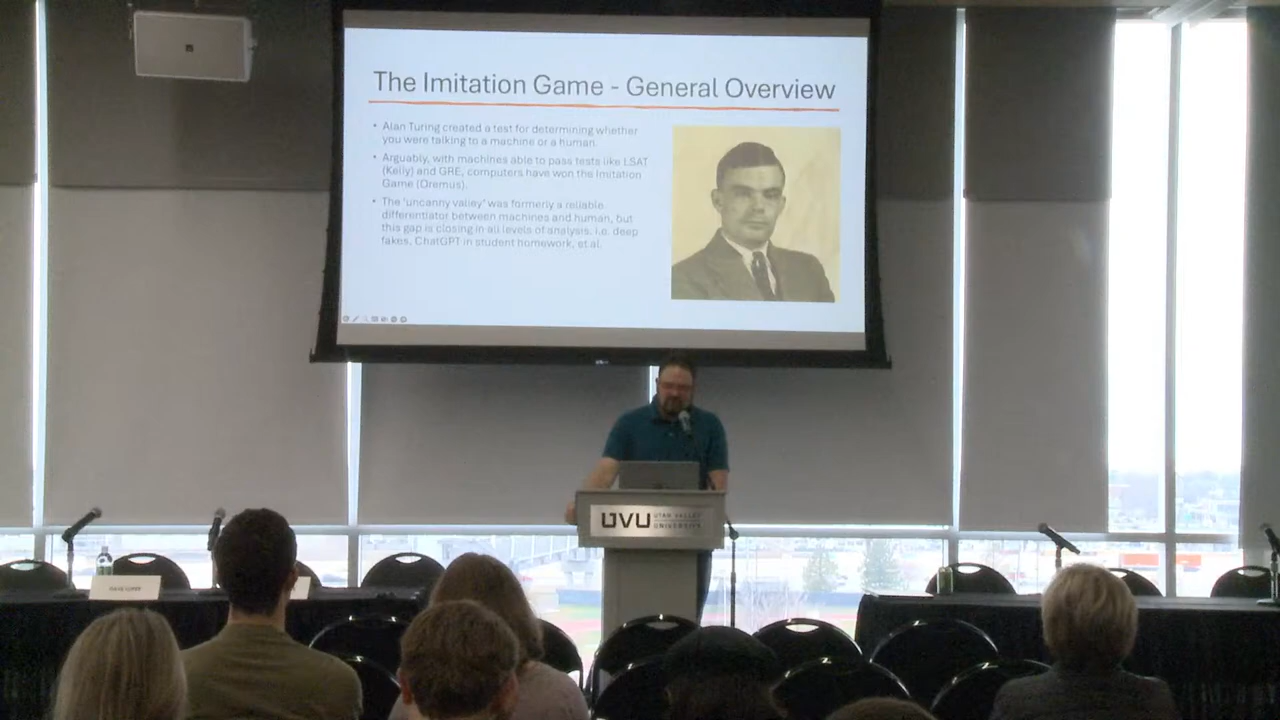 The Imitation Game - General Overview
• Alan Turing created a test for determining whether
you were talking to a machine or a human.
• Arguably, with machines able to pass tests like LSAT
(Kelly) and GRE, computers have won the Imitation
Game (Oremus).
• The 'uncanny valley' was formerly a reliable
differentiator between machines and human, but
this gap is closing in all levels of analysis. i.e. deep
fakes, ChatGPT in student homework, et al.
UVU UTAH VALLEY
UNIVERSITY